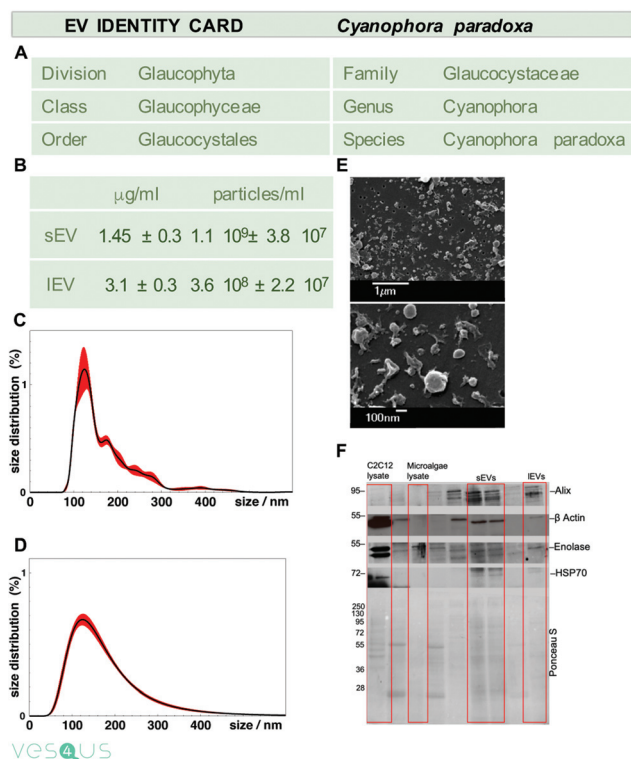 EV IDENTITY CARD Cyanophora paradoxa
A
Division Glaucophyta Family Glaucocystaceae
Class Glaucophyceae Genus Cyanophora
Order Glaucocystales Species Cyanophora paradoxa
B
μg/ml particles/ml
sEV 1.45 ± 0.3 1.1 10⁹± 3.8 10⁷
lEV 3.1 ± 0.3 3.6 10⁸ ± 2.2 10⁷
C
size distribution (%)
1
0
0 100 200 300 400 size / nm
D
size distribution (%)
1
0
0 100 200 300 400 size / nm
E
1μm
100nm
F
C2C12 lysate
Microalgae lysate
sEVs
lEVs
95
Alix
55
β Actin
55
Enolase
72
HSP70
250
130
95
72
55
36
28
Ponceau S
ves4us